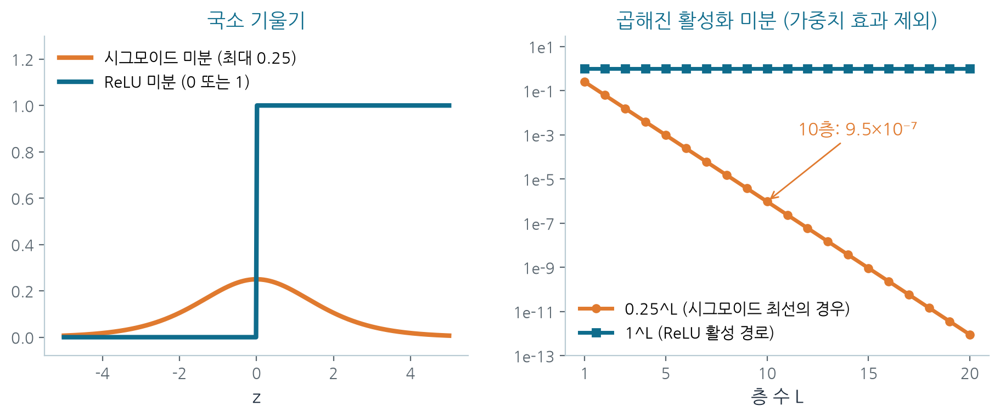 국소 기울기
시그모이드 미분 (최대 0.25)
ReLU 미분 (0 또는 1)
1.2
1.0
0.8
0.6
0.4
0.2
0.0
-4 -2 0 2 4
z
곱해진 활성화 미분 (가중치 효과 제외)
1e1
1e-1
1e-3
1e-5
1e-7
1e-9
1e-11
1e-13
10층: 9.5×10⁻⁷
0.25^L (시그모이드 최선의 경우)
1^L (ReLU 활성 경로)
1 5 10 15 20
층 수 L